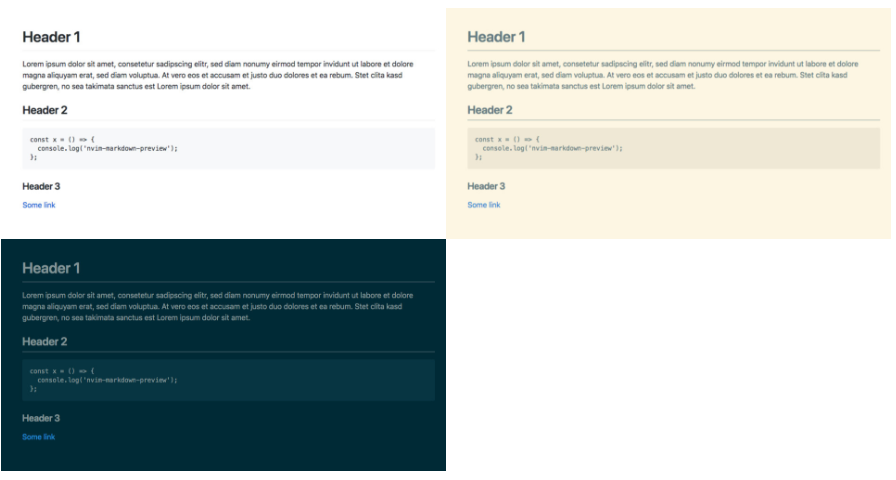 Header 1
Lorem ipsum dolor sit amet, consetetur sadipscing elitr, sed diam nonumy eirmod tempor invidunt ut labore et dolore
magna aliquyam erat, sed diam voluptua. At vero eos et accusam et justo duo dolores et ea rebum. Stet clita kasd
gubergren, no sea takimata sanctus est Lorem ipsum dolor sit amet.
Header 2
const x = () => {
  console.log('nvim-markdown-preview');
};
Header 3
Some link
Header 1
Lorem ipsum dolor sit amet, consetetur sadipscing elitr, sed diam nonumy eirmod tempor invidunt ut labore et dolore
magna aliquyam erat, sed diam voluptua. At vero eos et accusam et justo duo dolores et ea rebum. Stet clita kasd
gubergren, no sea takimata sanctus est Lorem ipsum dolor sit amet.
Header 2
const x = () => {
  console.log('nvim-markdown-preview');
};
Header 3
Some link
Header 1
Lorem ipsum dolor sit amet, consetetur sadipscing elitr, sed diam nonumy eirmod tempor invidunt ut labore et dolore
magna aliquyam erat, sed diam voluptua. At vero eos et accusam et justo duo dolores et ea rebum. Stet clita kasd
gubergren, no sea takimata sanctus est Lorem ipsum dolor sit amet.
Header 2
const x = () => {
  console.log('nvim-markdown-preview');
};
Header 3
Some link